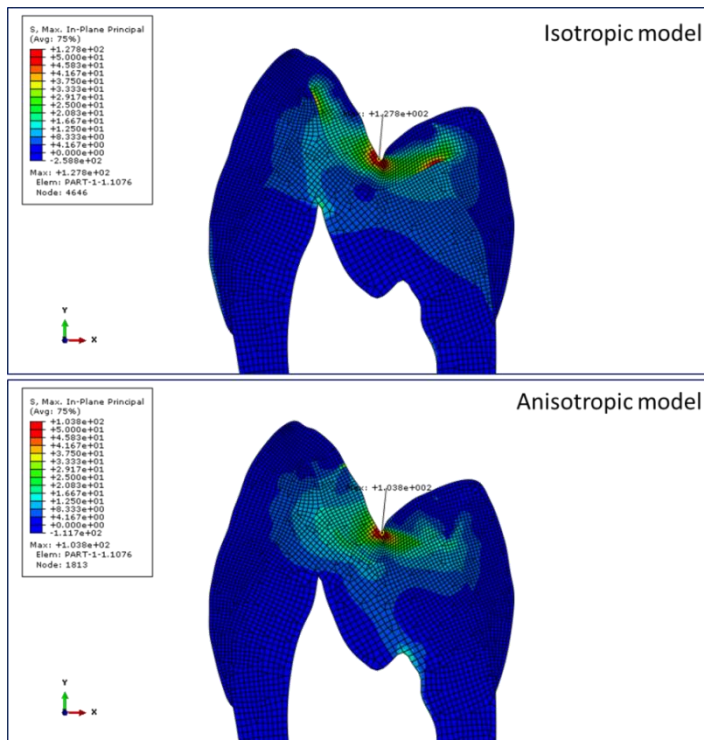 Isotropic model
S, Max. In-Plane Principal
(Avg: 75%)
+1.278e+02
+5.000e+01
+4.583e+01
+4.167e+01
+3.750e+01
+3.333e+01
+2.917e+01
+2.500e+01
+2.083e+01
+1.667e+01
+1.250e+01
+8.333e+00
+4.167e+00
+0.000e+00
-2.588e+02
Max: +1.278e+02
Elem: PART-1-1.1076
Node: 4646
+1.278e+002
Y
X
Anisotropic model
S, Max. In-Plane Principal
(Avg: 75%)
+1.038e+02
+5.000e+01
+4.583e+01
+4.167e+01
+3.750e+01
+3.333e+01
+2.917e+01
+2.500e+01
+2.083e+01
+1.667e+01
+1.250e+01
+8.333e+00
+4.167e+00
+0.000e+00
-1.117e+02
Max: +1.038e+02
Elem: PART-1-1.1076
Node: 1813
Max: +1.038e+002
Y
X